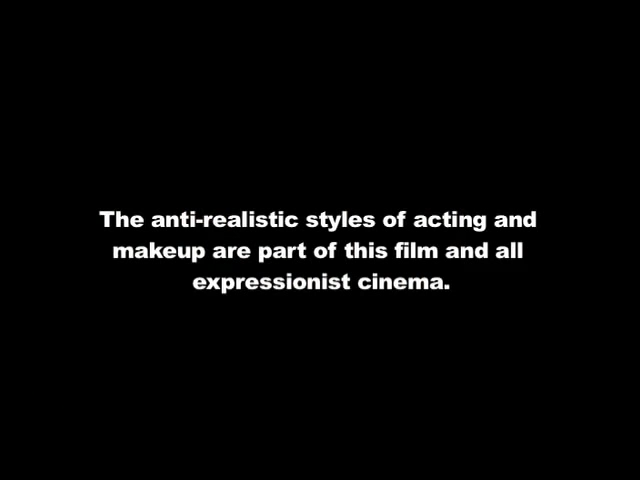 The anti-realistic styles of acting and
makeup are part of this film and all
expressionist cinema.